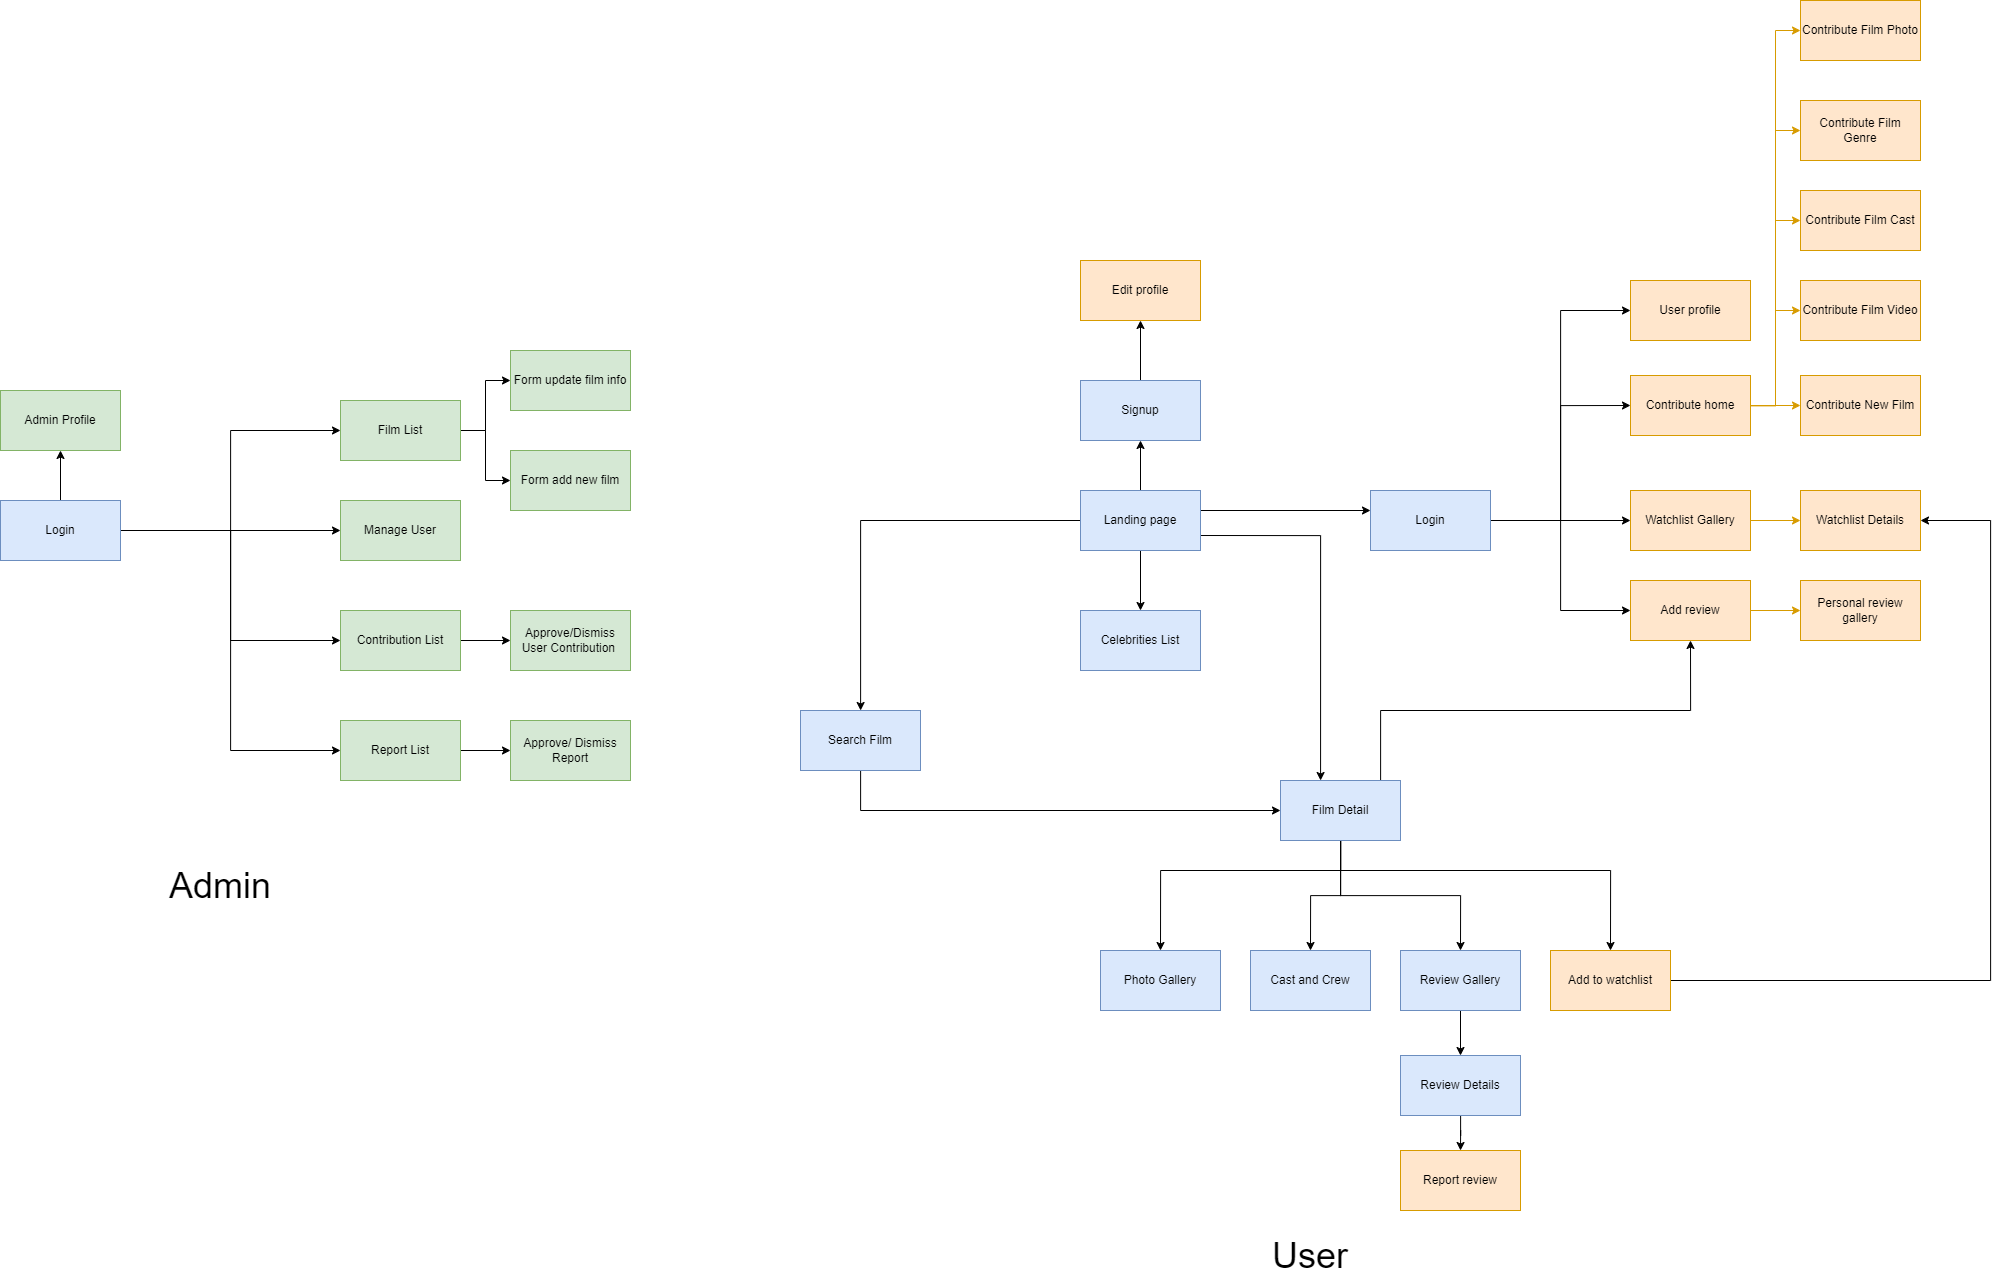 Admin Profile
Login
Film List
Manage User
Contribution List
Report List
Form update film info
Form add new film
Approve/Dismiss
User Contribution
Approve/ Dismiss
Report
Admin
Edit profile
Signup
Landing page
Celebrities List
Search Film
Login
Film Detail
User profile
Contribute home
Watchlist Gallery
Add review
Contribute Film Photo
Contribute Film
Genre
Contribute Film Cast
Contribute Film Video
Contribute New Film
Watchlist Details
Personal review
gallery
Photo Gallery
Cast and Crew
Review Gallery
Add to watchlist
Review Details
Report review
User